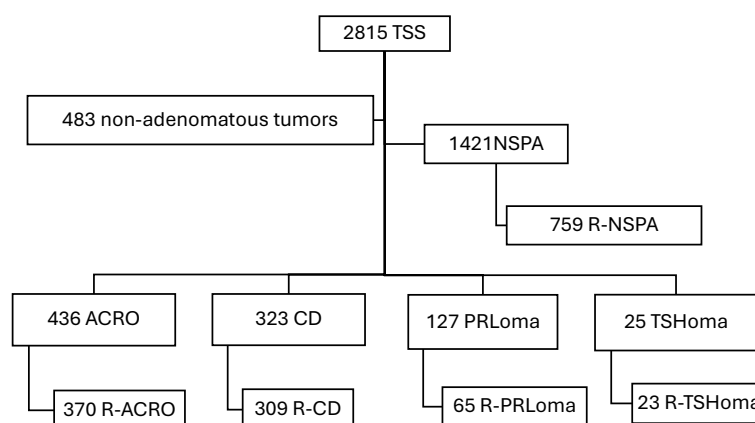 2815 TSS
483 non-adenomatous tumors
1421NSPA
759 R-NSPA
436 ACRO
323 CD
127 PRLoma
25 TSHoma
370 R-ACRO
309 R-CD
65 R-PRLoma
23 R-TSHoma